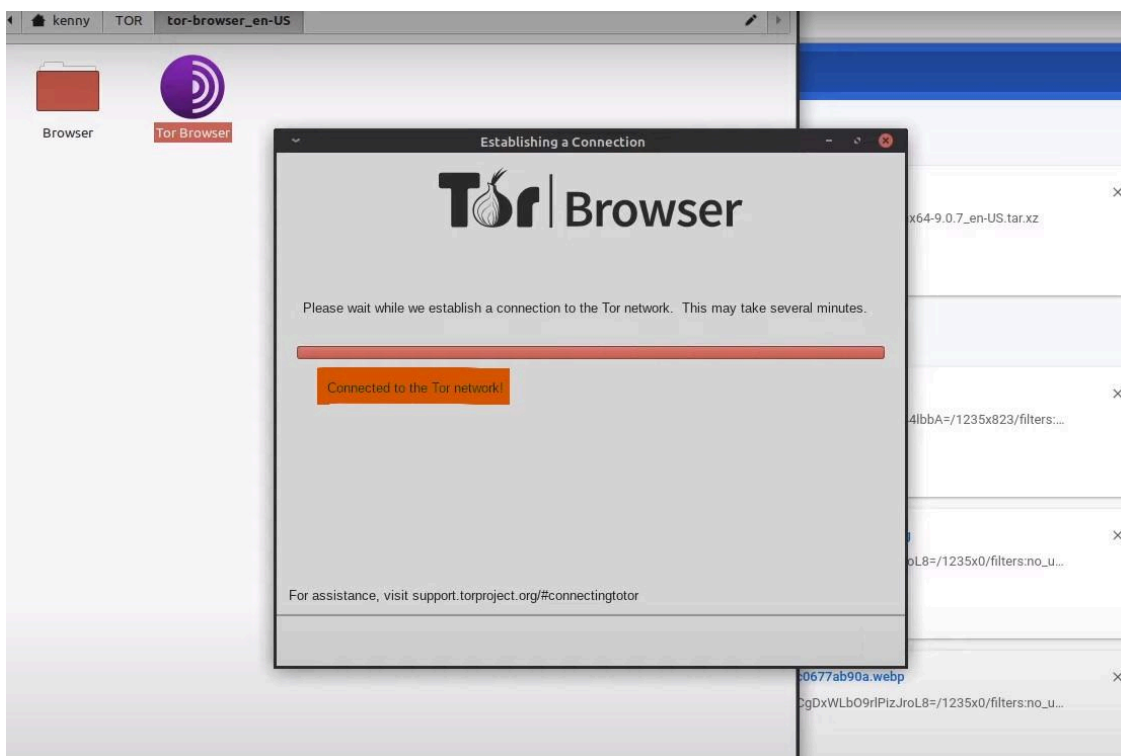 kenny TOR tor-browser_en-US
Browser
Tor Browser
Establishing a Connection
Tor Browser
Please wait while we establish a connection to the Tor network. This may take several minutes.
Connected to the Tor network!
For assistance, visit support.torproject.org/#connectingtotor
x64-9.0.7_en-US.tar.xz
4lbbA=/1235x823/filters:...
oL8=/1235x0/filters:no_u...
c0677ab90a.webp
CgDxWLbO9rlPizJroL8=/1235x0/filters:no_u...